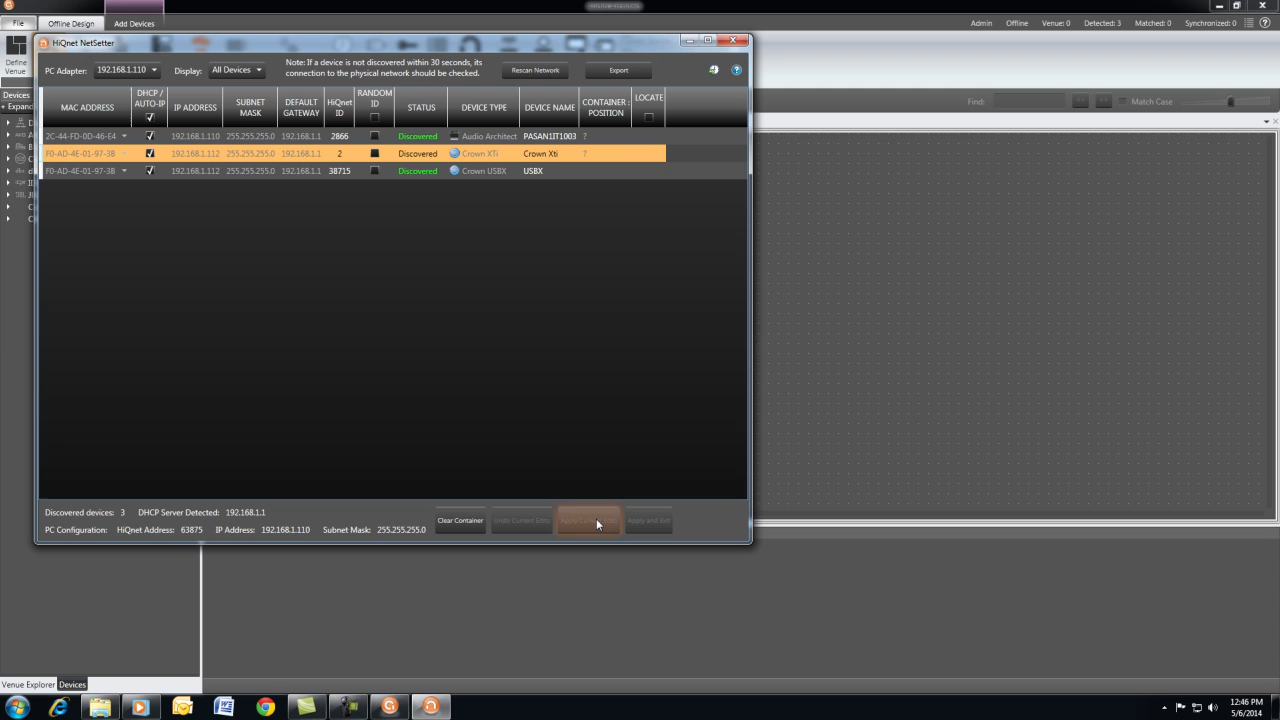 File
Offline Design
Add Devices
Admin
Offline
Venue: 0
Detected: 3
Matched: 0
Synchronized: 0
HiQnet NetSetter
Define
Venue
PC Adapter:
192.168.1.110
Display:
All Devices
Note: If a device is not discovered within 30 seconds, its
connection to the physical network should be checked.
Rescan Network
Export
Devices
Find:
Match Case
MAC ADDRESS
DHCP /
AUTO-IP
IP ADDRESS
SUBNET
MASK
DEFAULT
GATEWAY
HiQnet
ID
RANDOM
ID
STATUS
DEVICE TYPE
DEVICE NAME
CONTAINER :
POSITION
LOCATE
2C-44-FD-0D-46-E4 192.168.1.110 255.255.255.0 192.168.1.1 2866 Discovered Audio Architect PASAN1IT1003 ?
F0-AD-4E-01-97-3B 192.168.1.112 255.255.255.0 192.168.1.1 2 Discovered Crown XTi Crown Xti ?
F0-AD-4E-01-97-3B 192.168.1.112 255.255.255.0 192.168.1.1 38715 Discovered Crown USBX USBX
Discovered devices: 3 DHCP Server Detected: 192.168.1.1
PC Configuration: HiQnet Address: 63875 IP Address: 192.168.1.110 Subnet Mask: 255.255.255.0
Clear Container
Undo Current Edits
Apply Current Edits
Apply and Exit
Venue Explorer
Devices
12:46 PM
5/6/2014